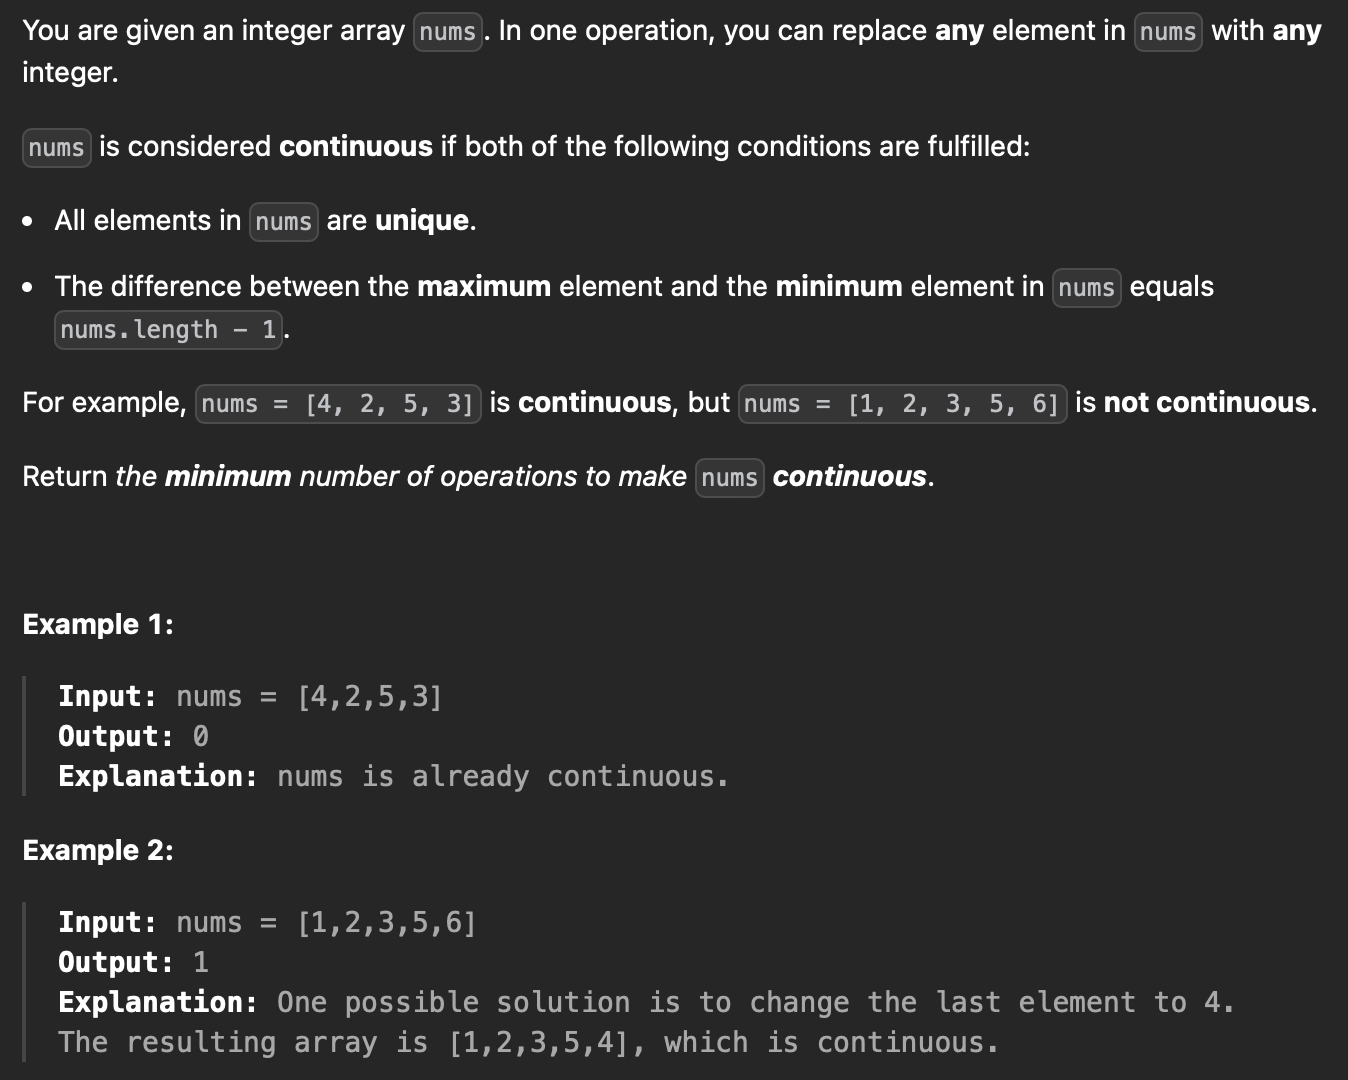 You are given an integer array nums. In one operation, you can replace any element in nums with any
integer.
nums is considered continuous if both of the following conditions are fulfilled:
• All elements in nums are unique.
• The difference between the maximum element and the minimum element in nums equals
nums.length - 1.
For example, nums = [4, 2, 5, 3] is continuous, but nums = [1, 2, 3, 5, 6] is not continuous.
Return the minimum number of operations to make nums continuous.
Example 1:
Input: nums = [4,2,5,3]
Output: 0
Explanation: nums is already continuous.
Example 2:
Input: nums = [1,2,3,5,6]
Output: 1
Explanation: One possible solution is to change the last element to 4.
The resulting array is [1,2,3,5,4], which is continuous.